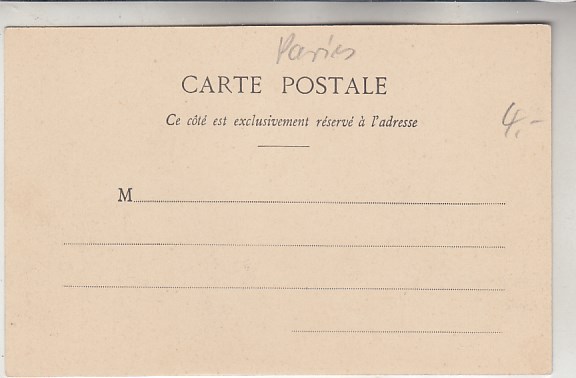 Paris
CARTE POSTALE
Ce côté est exclusivement réservé à l'adresse
4.-
M